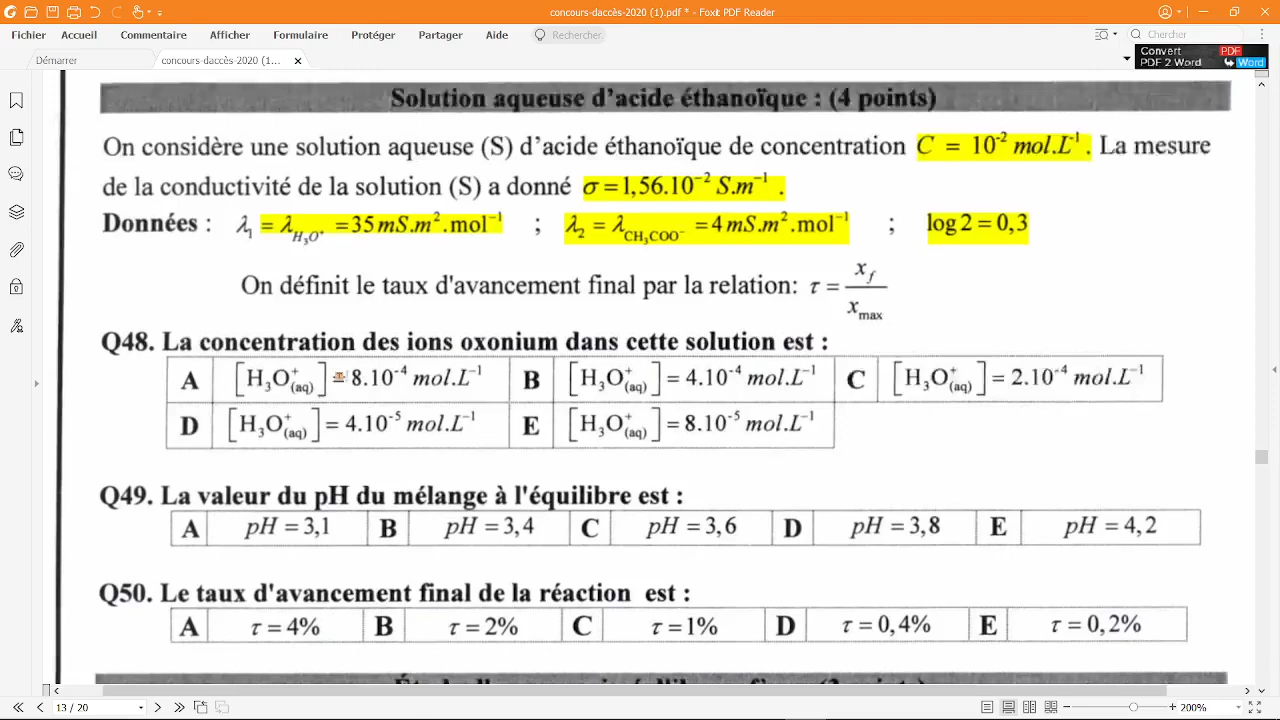 concours-daccès-2020 (1).pdf * - Foxit PDF Reader
Fichier Accueil Commentaire Afficher Formulaire Protéger Partager Aide Rechercher Chercher
Démarrer concours-daccès-2020 (1...
Convert PDF
PDF 2 Word Word
Solution aqueuse d'acide éthanoïque : (4 points)
On considère une solution aqueuse (S) d'acide éthanoïque de concentration C = 10⁻² mol.L⁻¹. La mesure
de la conductivité de la solution (S) a donné σ = 1,56.10⁻² S.m⁻¹ .
Données : λ₁ = λ_H₃O⁺ = 35 mS.m².mol⁻¹ ; λ₂ = λ_CH₃COO⁻ = 4 mS.m².mol⁻¹ ; log 2 = 0,3
On définit le taux d'avancement final par la relation: τ = x_f / x_max
Q48. La concentration des ions oxonium dans cette solution est :
A [H₃O⁺(aq)] = 8.10⁻⁴ mol.L⁻¹ B [H₃O⁺(aq)] = 4.10⁻⁴ mol.L⁻¹ C [H₃O⁺(aq)] = 2.10⁻⁴ mol.L⁻¹
D [H₃O⁺(aq)] = 4.10⁻⁵ mol.L⁻¹ E [H₃O⁺(aq)] = 8.10⁻⁵ mol.L⁻¹
Q49. La valeur du pH du mélange à l'équilibre est :
A pH = 3,1 B pH = 3,4 C pH = 3,6 D pH = 3,8 E pH = 4,2
Q50. Le taux d'avancement final de la réaction est :
A τ = 4% B τ = 2% C τ = 1% D τ = 0,4% E τ = 0,2%
13 / 20 200%